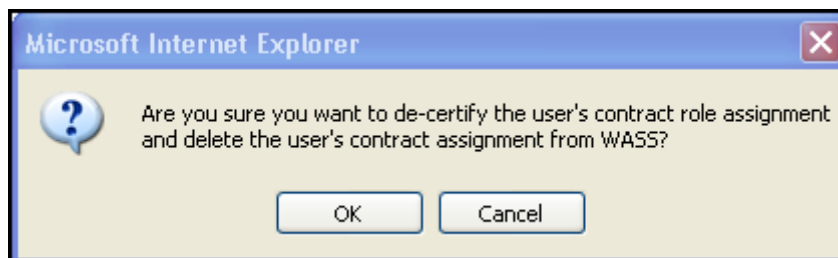 Microsoft Internet Explorer
Are you sure you want to de-certify the user's contract role assignment
and delete the user's contract assignment from WASS?
OK
Cancel